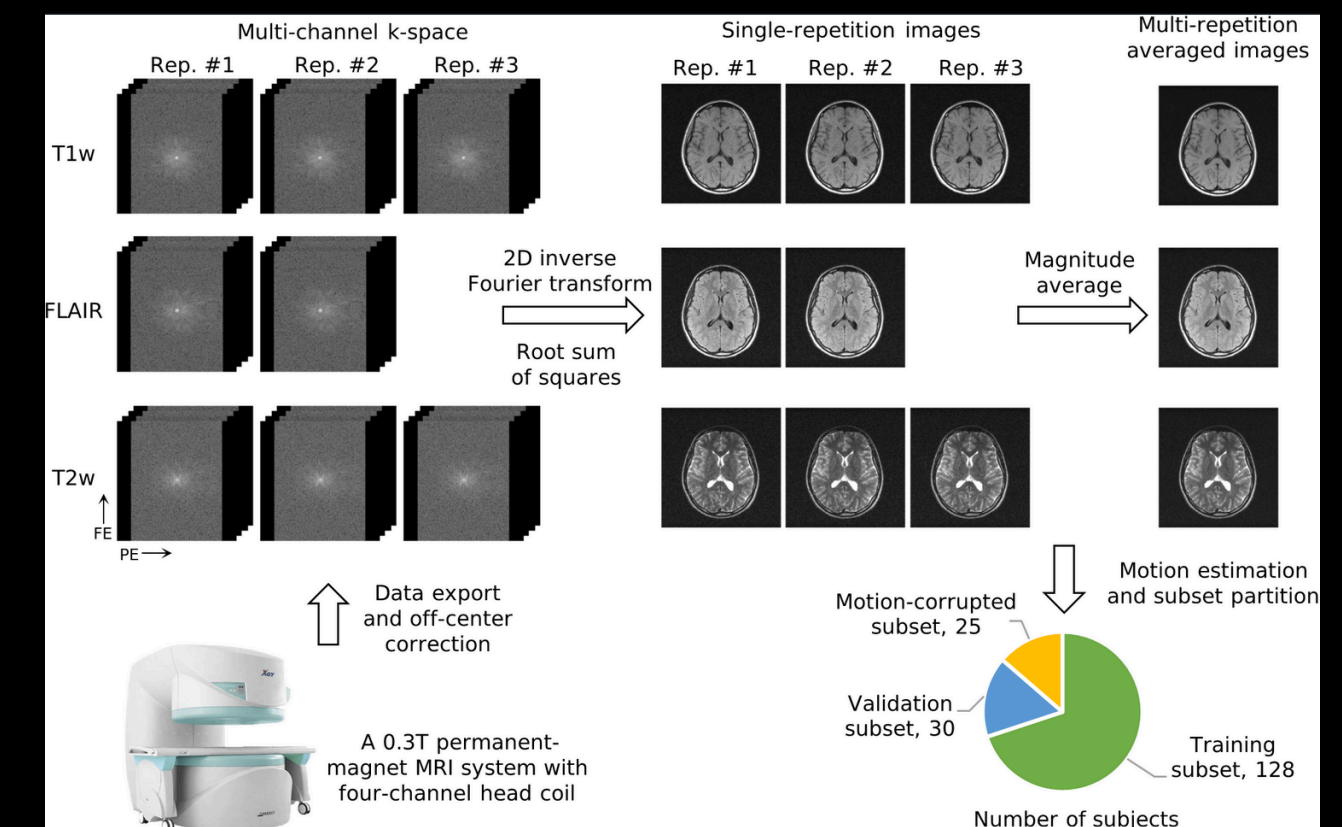 Multi-channel k-space
Rep. #1 Rep. #2 Rep. #3
Single-repetition images
Rep. #1 Rep. #2 Rep. #3
Multi-repetition
averaged images
T1w
FLAIR
T2w
FE
PE
2D inverse
Fourier transform
Root sum
of squares
Magnitude
average
Data export
and off-center
correction
A 0.3T permanent-
magnet MRI system with
four-channel head coil
Motion estimation
and subset partition
Motion-corrupted
subset, 25
Validation
subset, 30
Training
subset, 128
Number of subjects